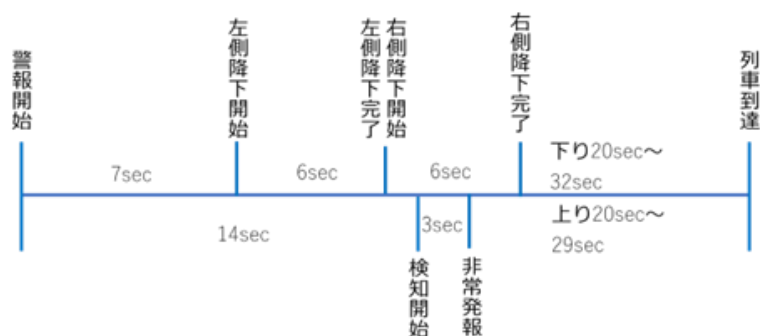 警報開始
左側降下開始
右側降下開始
左側降下完了
右側降下完了
列車到達
7sec
6sec
6sec
下り20sec～
32sec
14sec
3sec
上り20sec～
29sec
検知開始
非常発報